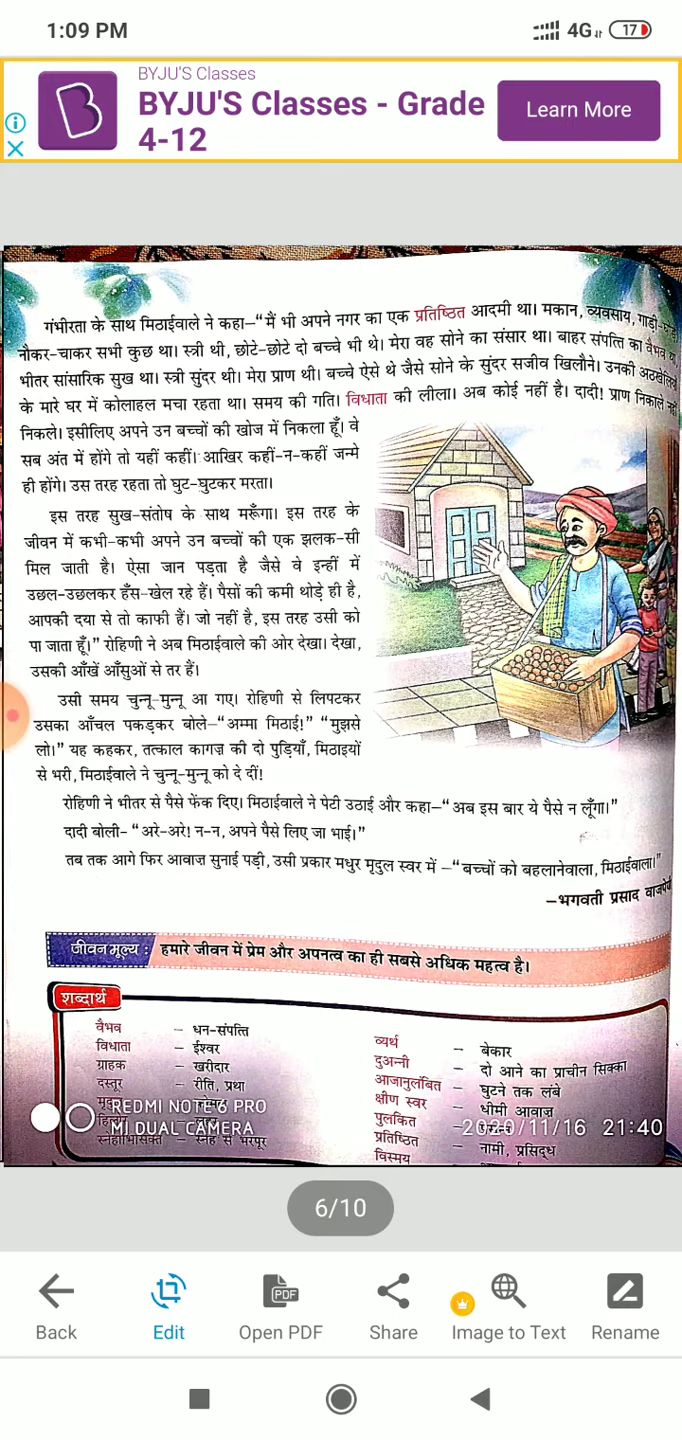 1:09 PM
4G 17
BYJU'S Classes
BYJU'S Classes - Grade
4-12
Learn More
गंभीरता के साथ मिठाईवाले ने कहा–“मैं भी अपने नगर का एक प्रतिष्ठित आदमी था। मकान, व्यवसाय, गाड़ी-घोड़े,
नौकर-चाकर सभी कुछ था। स्त्री थी, छोटे-छोटे दो बच्चे भी थे। मेरा वह सोने का संसार था। बाहर संपत्ति का वैभव था,
भीतर सांसारिक सुख था। स्त्री सुंदर थी। मेरा प्राण थी। बच्चे ऐसे थे जैसे सोने के सुंदर सजीव खिलौने। उनकी अठखेलियों
के मारे घर में कोलाहल मचा रहता था। समय की गति। विधाता की लीला। अब कोई नहीं है। दादी! प्राण निकाले नहीं
निकले। इसीलिए अपने उन बच्चों की खोज में निकला हूँ। वे
सब अंत में होंगे तो यहीं कहीं। आखिर कहीं-न-कहीं जन्मे
ही होंगे। उस तरह रहता तो घुट-घुटकर मरता।
इस तरह सुख-संतोष के साथ मरूँगा। इस तरह के
जीवन में कभी-कभी अपने उन बच्चों की एक झलक-सी
मिल जाती है। ऐसा जान पड़ता है जैसे वे इन्हीं में
उछल-उछलकर हँस-खेल रहे हैं। पैसों की कमी थोड़े ही है,
आपकी दया से तो काफी हैं। जो नहीं है, इस तरह उसी को
पा जाता हूँ।” रोहिणी ने अब मिठाईवाले की ओर देखा। देखा,
उसकी आँखें आँसुओं से तर हैं।
उसी समय चुन्नू-मुन्नू आ गए। रोहिणी से लिपटकर
उसका आँचल पकड़कर बोले–“अम्मा मिठाई!” “मुझसे
लो।” यह कहकर, तत्काल कागज़ की दो पुड़ियाँ, मिठाइयों
से भरी, मिठाईवाले ने चुन्नू-मुन्नू को दे दीं!
रोहिणी ने भीतर से पैसे फेंक दिए। मिठाईवाले ने पेटी उठाई और कहा–“अब इस बार ये पैसे न लूँगा।”
दादी बोली- “अरे-अरे! न-न, अपने पैसे लिए जा भाई।”
तब तक आगे फिर आवाज़ सुनाई पड़ी, उसी प्रकार मधुर मृदुल स्वर में –“बच्चों को बहलानेवाला, मिठाईवाला।”
–भगवती प्रसाद वाजपेयी
जीवन मूल्य : हमारे जीवन में प्रेम और अपनत्व का ही सबसे अधिक महत्व है।
शब्दार्थ
वैभव – धन-संपत्ति
विधाता – ईश्वर
ग्राहक – खरीदार
दस्तूर – रीति, प्रथा
स्नेहाभिसिक्त – स्नेह से भरपूर
व्यर्थ – बेकार
दुअन्नी – दो आने का प्राचीन सिक्का
आजानुलंबित – घुटने तक लंबे
क्षीण स्वर – धीमी आवाज़
पुलकित
प्रतिष्ठित – नामी, प्रसिद्ध
विस्मय
REDMI NOTE 6 PRO
MI DUAL CAMERA
2020/11/16 21:40
6/10
Back
Edit
PDF
Open PDF
Share
Image to Text
Rename